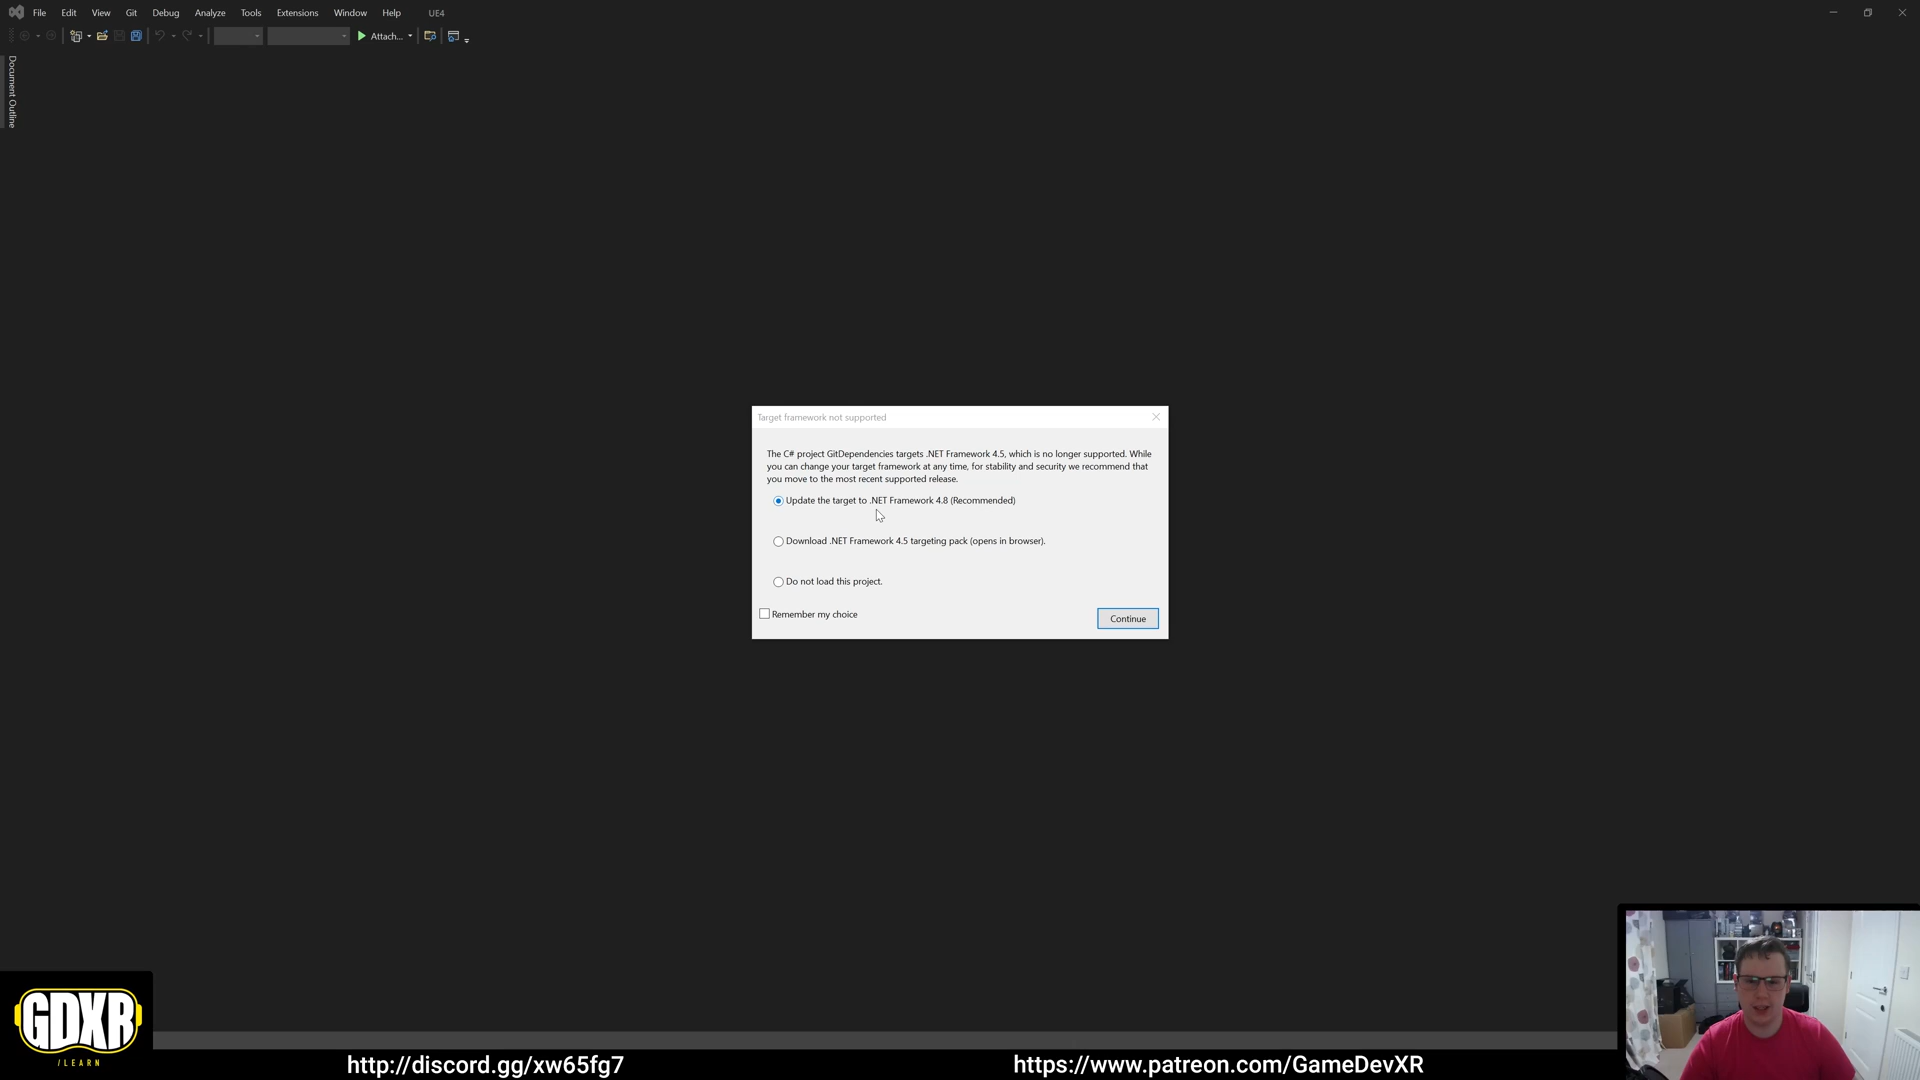 File Edit View Git Debug Analyze Tools Extensions Window Help UE4
Attach...
Document Outline
Target framework not supported
The C# project GitDependencies targets .NET Framework 4.5, which is no longer supported. While
you can change your target framework at any time, for stability and security we recommend that
you move to the most recent supported release.
Update the target to .NET Framework 4.8 (Recommended)
Download .NET Framework 4.5 targeting pack (opens in browser).
Do not load this project.
Remember my choice
Continue
GDXR
/LEARN
http://discord.gg/xw65fg7
https://www.patreon.com/GameDevXR